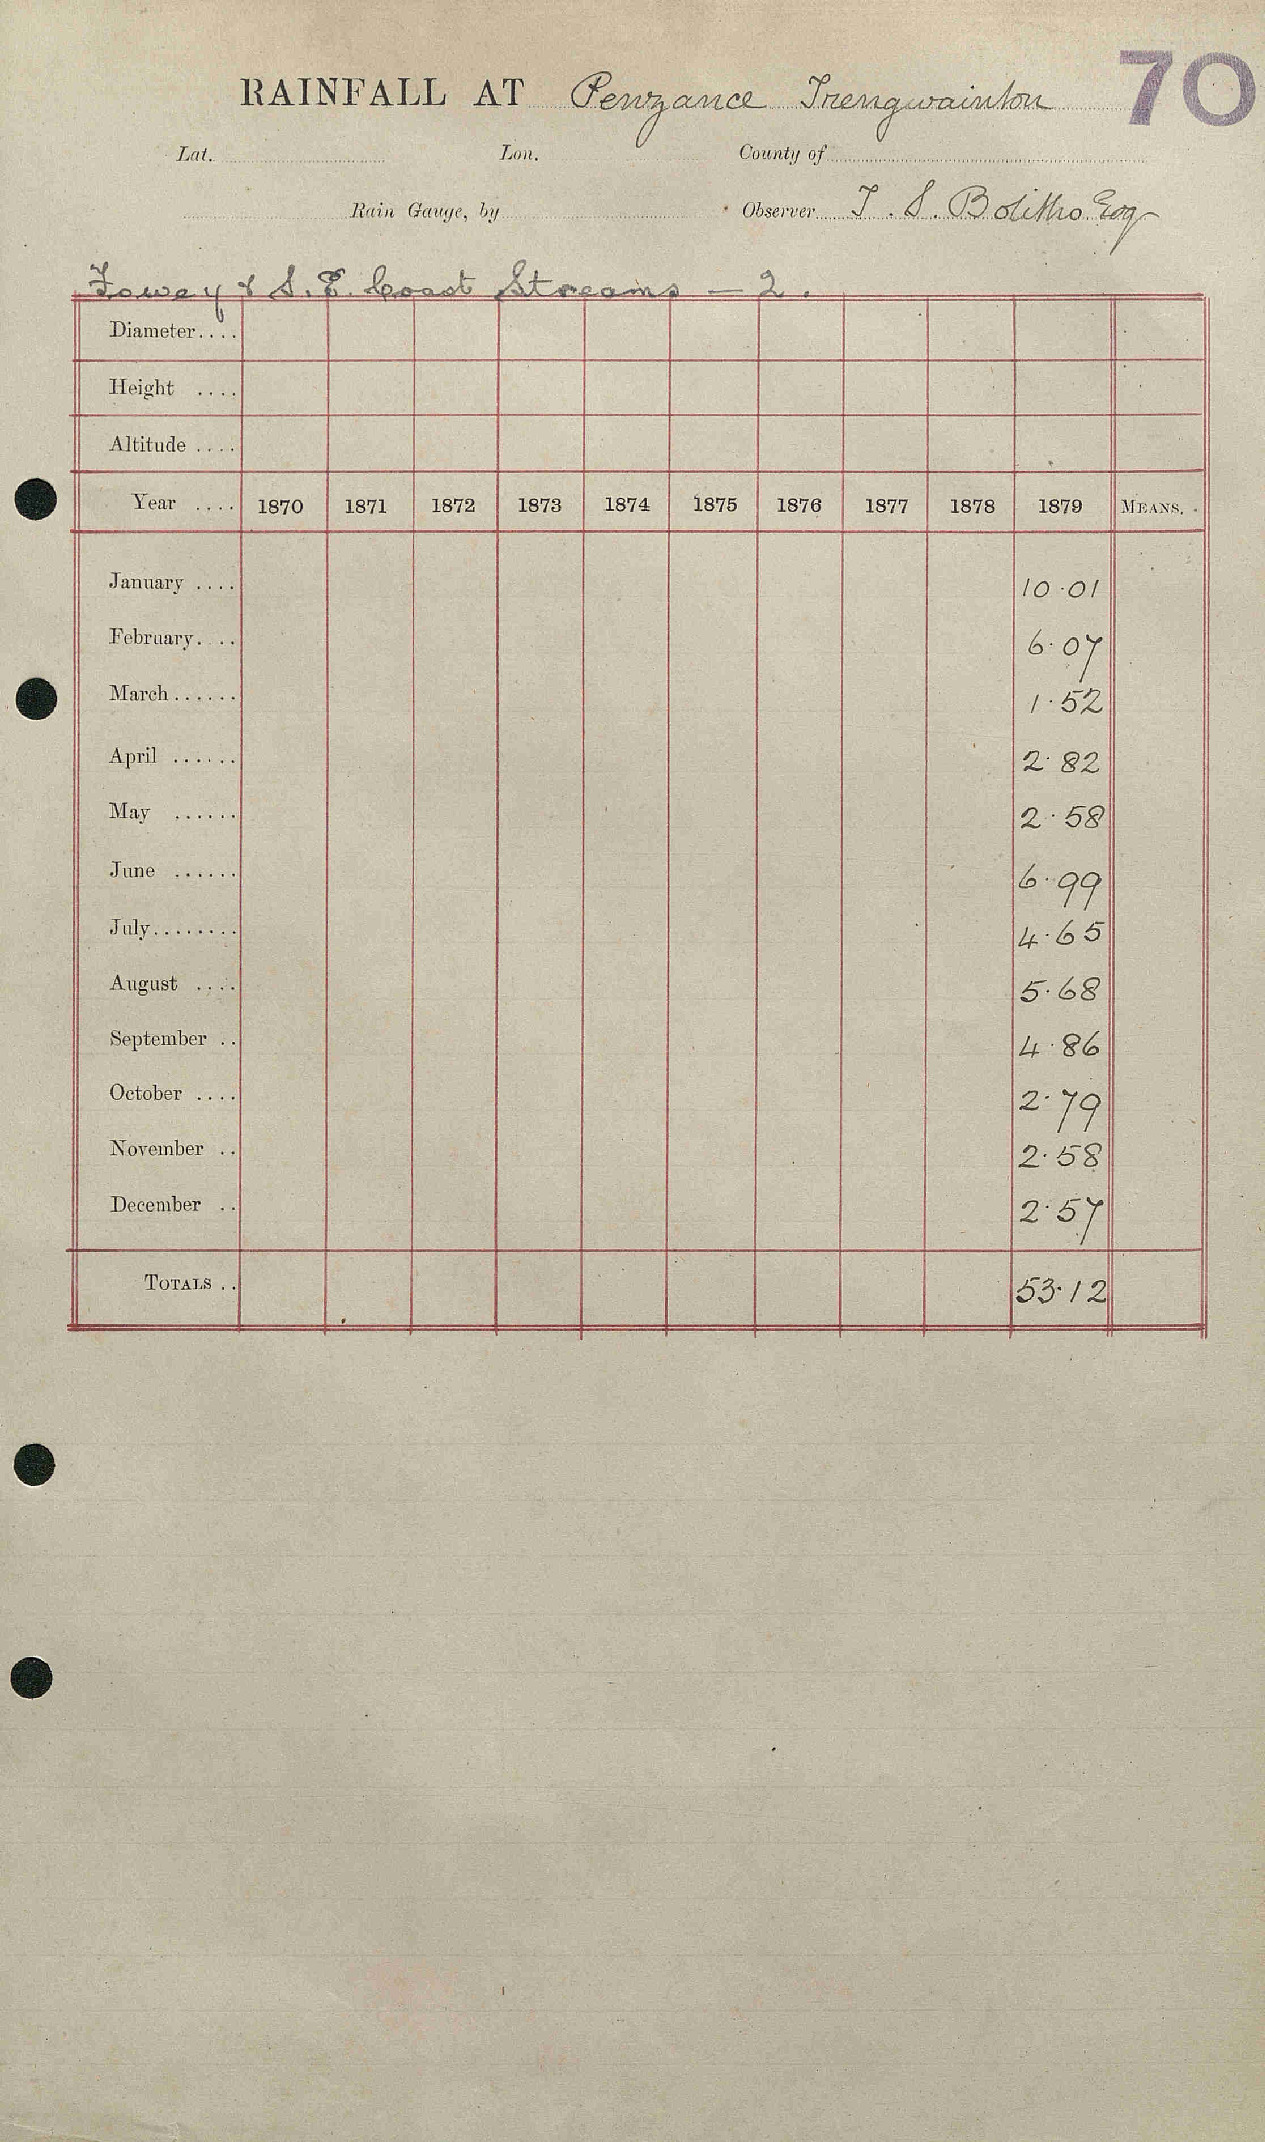 RAINFALL AT Penzance Trengwainton 70
Lat. Lon. County of
Rain Gauge, by Observer T. S. Bolitho Esq
Fowey & S. E. Coast Streams – 2.
Diameter....
Height ....
Altitude ....
Year .... 1870 1871 1872 1873 1874 1875 1876 1877 1878 1879 MEANS.
January .... 10.01
February.... 6.07
March...... 1.52
April ...... 2.82
May ...... 2.58
June ...... 6.99
July........ 4.65
August .... 5.68
September .. 4.86
October .... 2.79
November .. 2.58
December .. 2.57
TOTALS .. 53.12